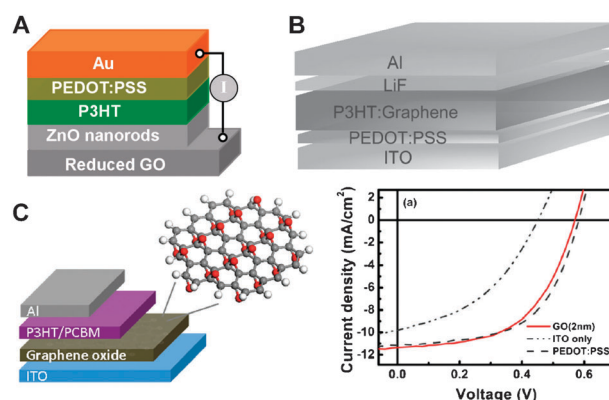 A
Au
PEDOT:PSS
P3HT
ZnO nanorods
Reduced GO
I
B
Al
LiF
P3HT:Graphene
PEDOT:PSS
ITO
C
Al
P3HT/PCBM
Graphene oxide
ITO
(a)
Current density (mA/cm²)
2
0
-2
-4
-6
-8
-10
-12
GO(2nm)
ITO only
PEDOT:PSS
0.0 0.2 0.4 0.6
Voltage (V)